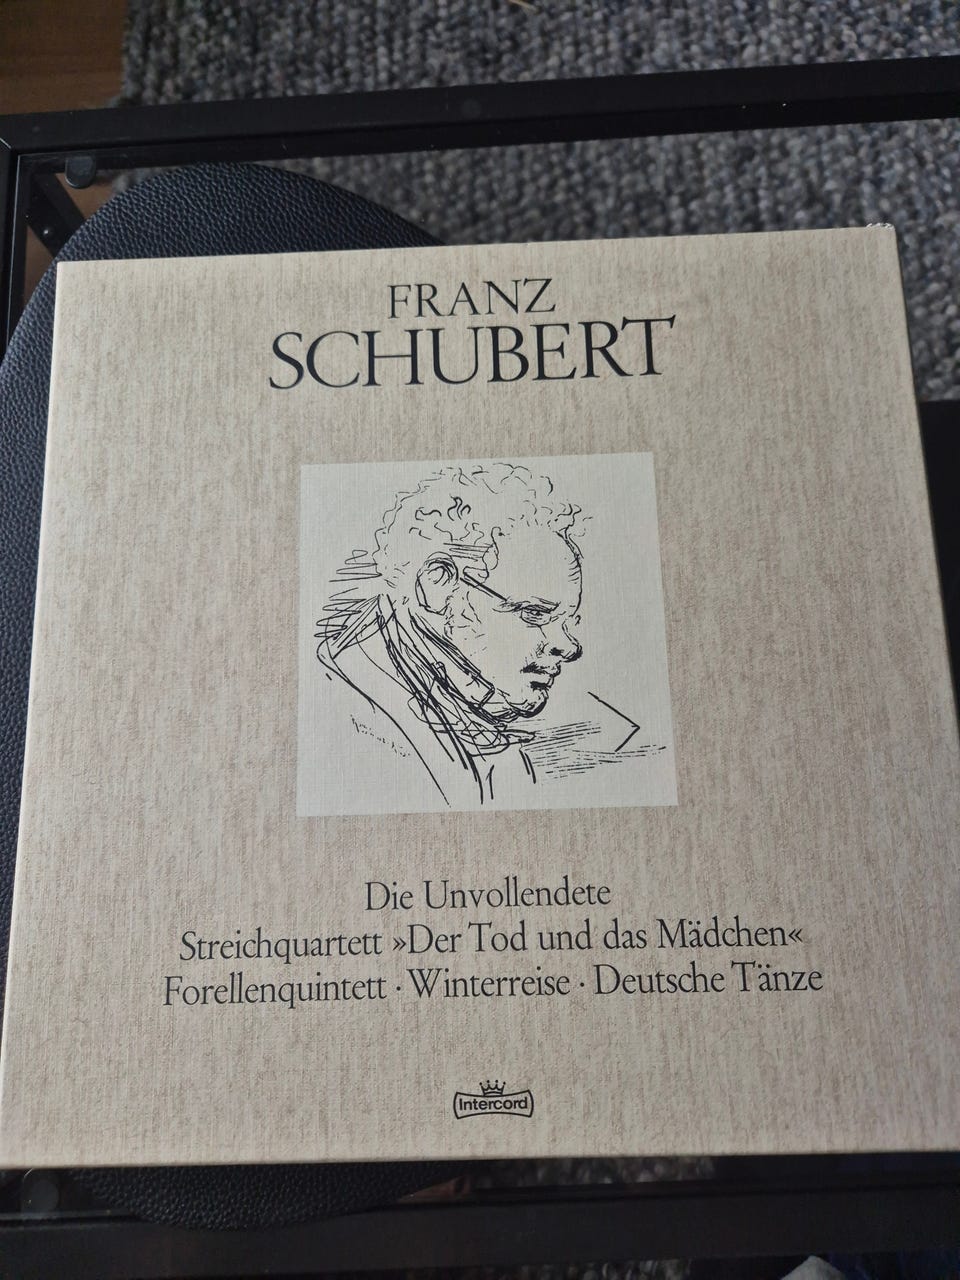 FRANZ
SCHUBERT
Die Unvollendete
Streichquartett »Der Tod und das Mädchen«
Forellenquintett · Winterreise · Deutsche Tänze
Intercord